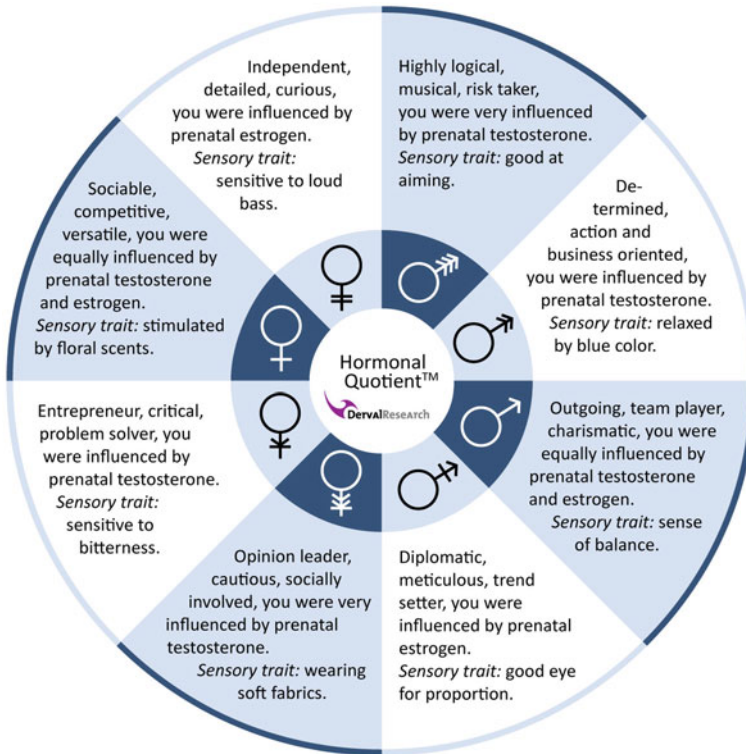 Independent,
detailed, curious,
you were influenced by
prenatal estrogen.
Sensory trait:
sensitive to loud
bass.
Highly logical,
musical, risk taker,
you were very influenced
by prenatal testosterone.
Sensory trait: good at
aiming.
De-
termined,
action and
business oriented,
you were influenced by
prenatal testosterone.
Sensory trait: relaxed
by blue color.
Outgoing, team player,
charismatic, you were
equally influenced by
prenatal testosterone
and estrogen.
Sensory trait: sense
of balance.
Diplomatic,
meticulous, trend
setter, you were
influenced by prenatal
estrogen.
Sensory trait: good eye
for proportion.
Opinion leader,
cautious, socially
involved, you were very
influenced by prenatal
testosterone.
Sensory trait: wearing
soft fabrics.
Entrepreneur, critical,
problem solver, you
were influenced by
prenatal testosterone.
Sensory trait:
sensitive to
bitterness.
Sociable,
competitive,
versatile, you were
equally influenced by
prenatal testosterone
and estrogen.
Sensory trait: stimulated
by floral scents.
Hormonal
Quotient™
DervalResearch